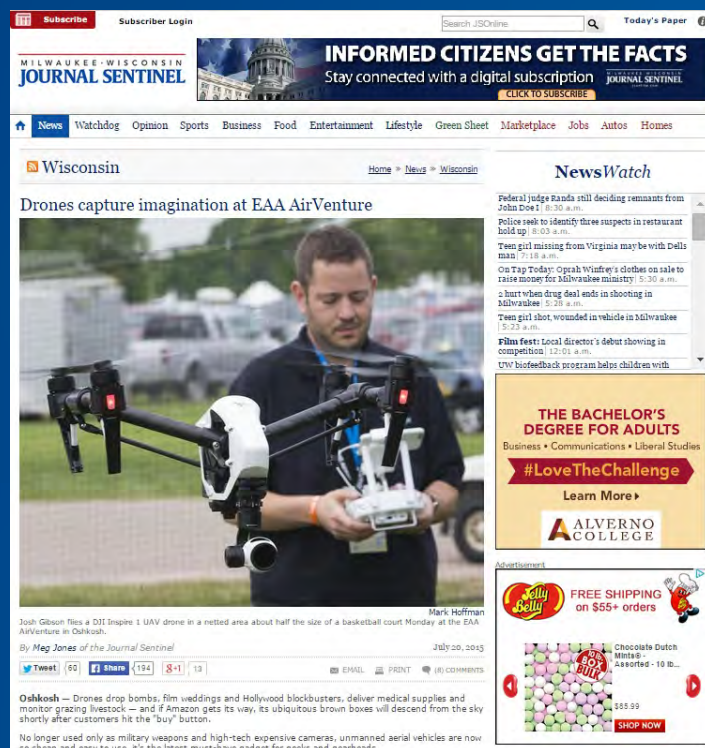 Subscribe
Subscriber Login
Search JSOnline
Today's Paper
MILWAUKEE · WISCONSIN
JOURNAL SENTINEL
INFORMED CITIZENS GET THE FACTS
Stay connected with a digital subscription
JOURNAL SENTINEL
CLICK TO SUBSCRIBE
News Watchdog Opinion Sports Business Food Entertainment Lifestyle Green Sheet Marketplace Jobs Autos Homes
Wisconsin
Home » News » Wisconsin
Drones capture imagination at EAA AirVenture
Mark Hoffman
Josh Gibson flies a DJI Inspire 1 UAV drone in a netted area about half the size of a basketball court Monday at the EAA
AirVenture in Oshkosh.
By Meg Jones of the Journal Sentinel
July 20, 2015
Tweet 60 Share 194 +1 13
EMAIL PRINT (8) COMMENTS
Oshkosh — Drones drop bombs, film weddings and Hollywood blockbusters, deliver medical supplies and
monitor grazing livestock — and if Amazon gets its way, its ubiquitous brown boxes will descend from the sky
shortly after customers hit the "buy" button.
No longer used only as military weapons and high-tech expensive cameras, unmanned aerial vehicles are now
NewsWatch
Federal judge Randa still deciding remnants from
John Doe I | 8:30 a.m.
Police seek to identify three suspects in restaurant
hold up | 8:03 a.m.
Teen girl missing from Virginia may be with Dells
man | 7:18 a.m.
On Tap Today: Oprah Winfrey's clothes on sale to
raise money for Milwaukee ministry | 5:30 a.m.
2 hurt when drug deal ends in shooting in
Milwaukee | 5:28 a.m.
Teen girl shot, wounded in vehicle in Milwaukee
| 5:23 a.m.
Film fest: Local director's debut showing in
competition | 12:01 a.m.
UW biofeedback program helps children with
THE BACHELOR'S
DEGREE FOR ADULTS
Business • Communications • Liberal Studies
#LoveTheChallenge
Learn More
ALVERNO
COLLEGE
Advertisement
Jelly
Belly
FREE SHIPPING
on $55+ orders
10 lb
BOX
BULK
Chocolate Dutch
Mints® -
Assorted - 10 lb...
$85.99
SHOP NOW